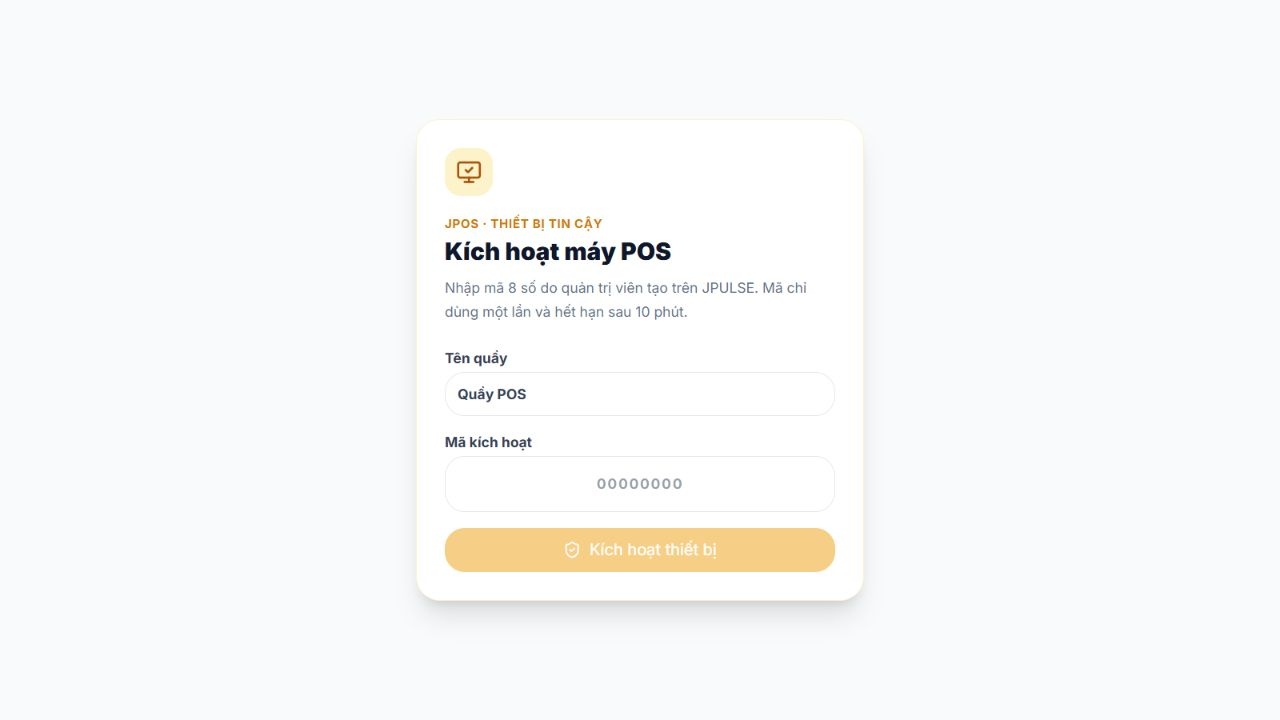 JPOS · THIẾT BỊ TIN CẬY
Kích hoạt máy POS
Nhập mã 8 số do quản trị viên tạo trên JPULSE. Mã chỉ
dùng một lần và hết hạn sau 10 phút.
Tên quầy
Quầy POS
Mã kích hoạt
00000000
Kích hoạt thiết bị